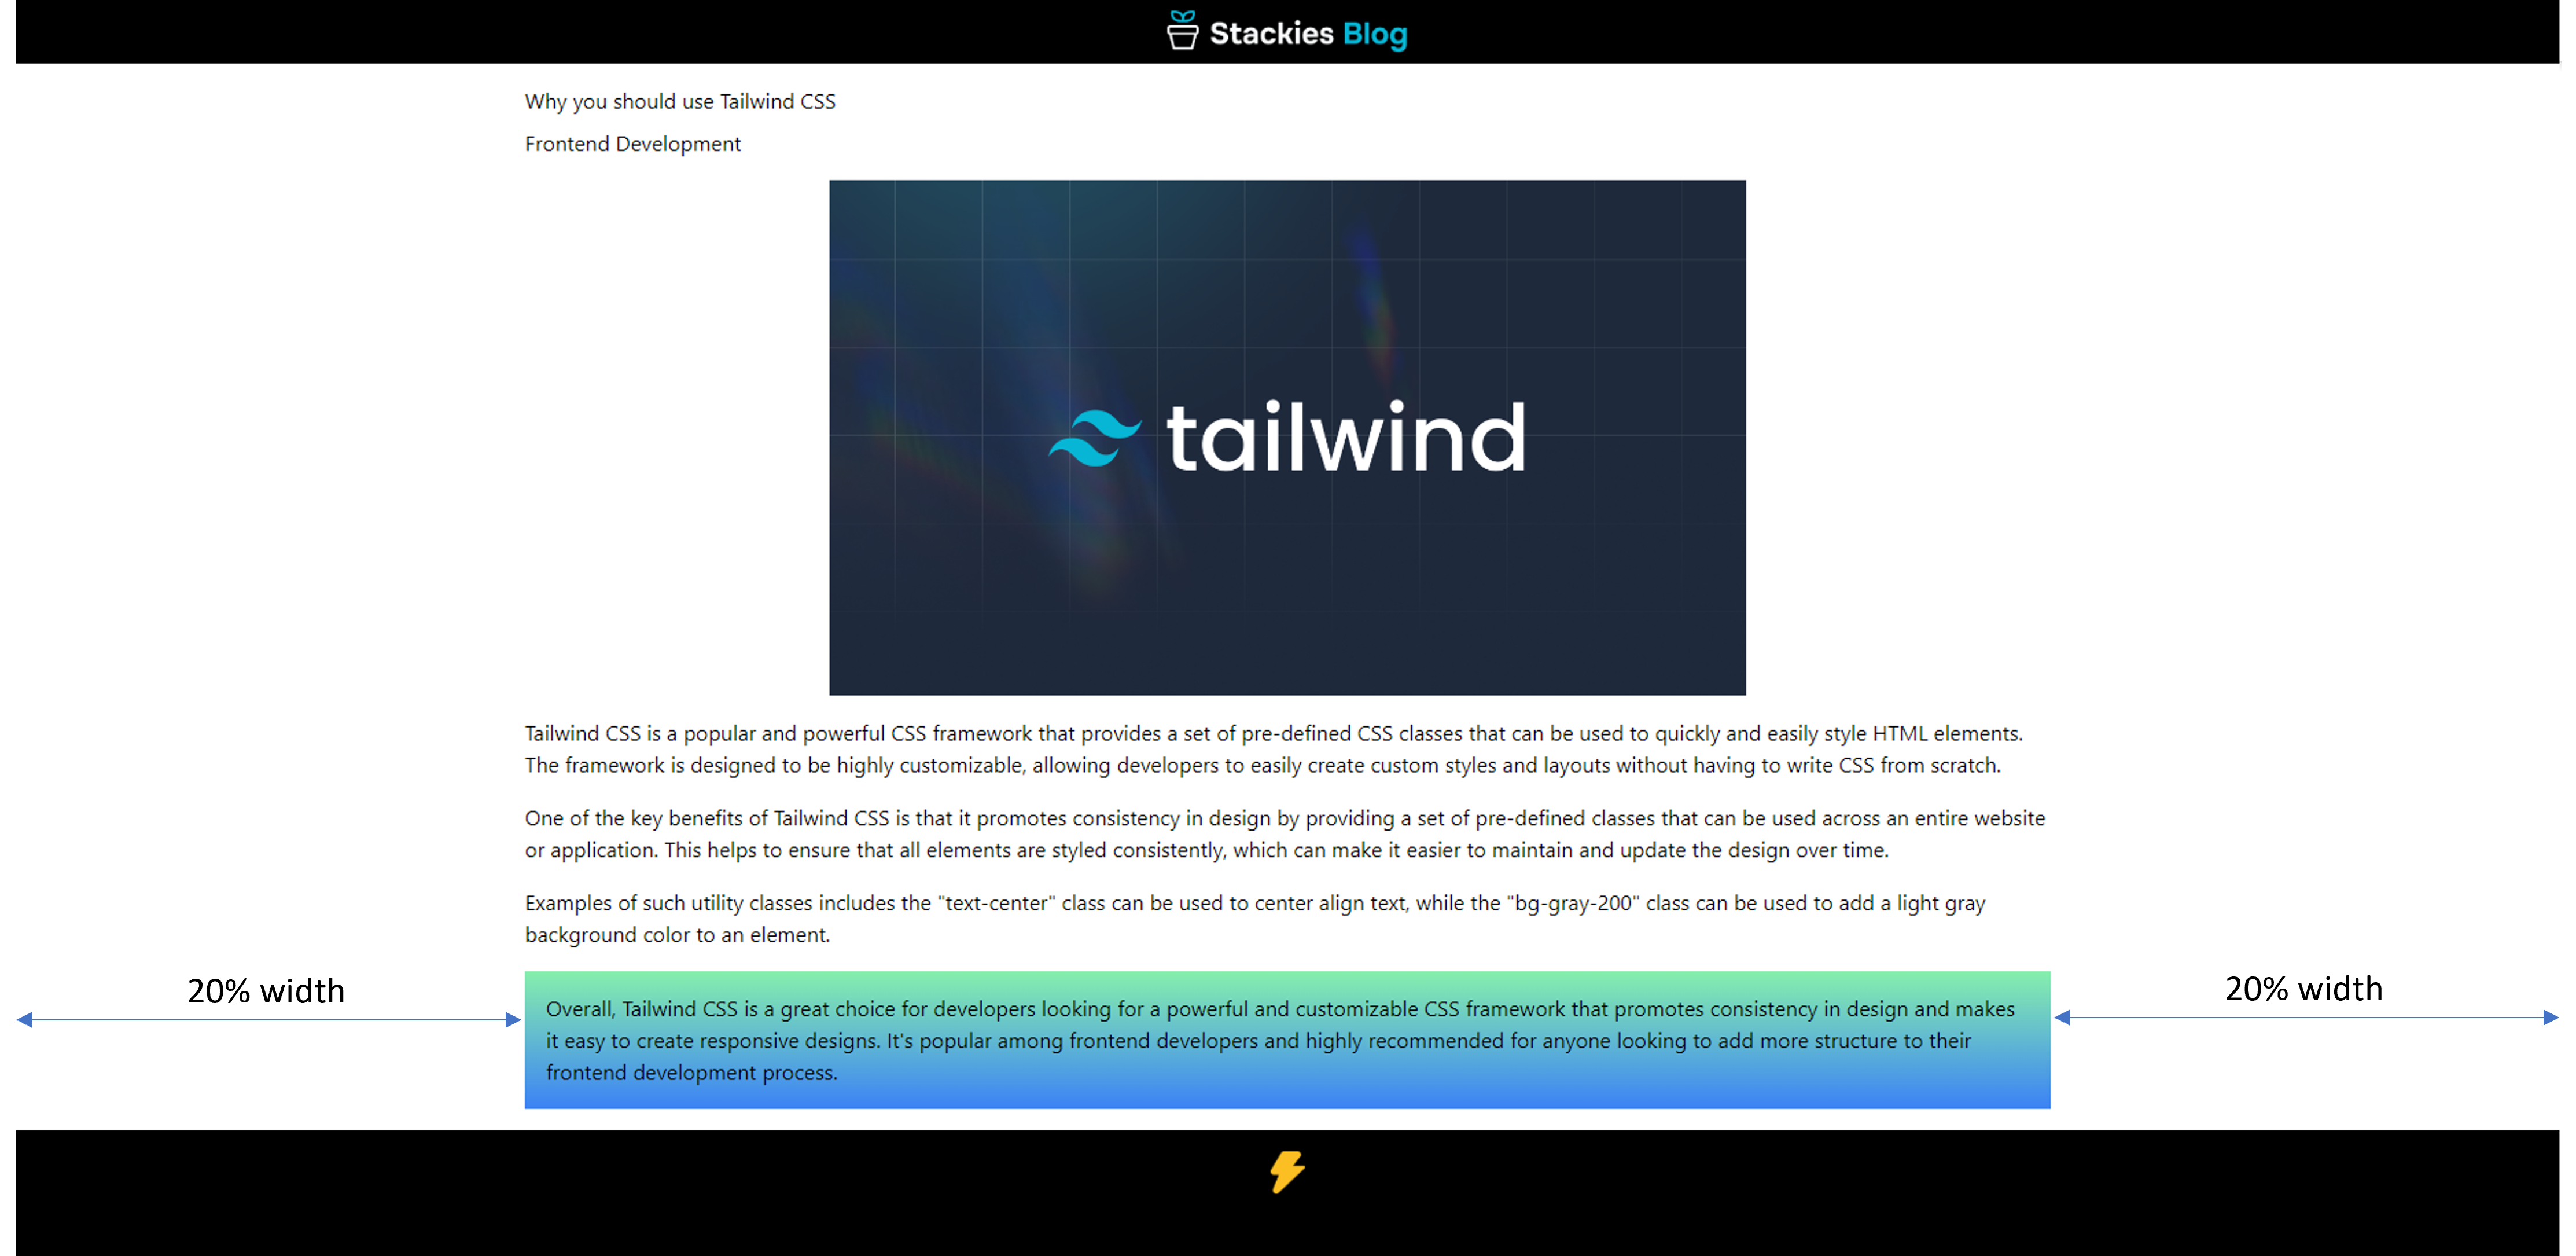 Stackies Blog
Why you should use Tailwind CSS
Frontend Development
tailwind
Tailwind CSS is a popular and powerful CSS framework that provides a set of pre-defined CSS classes that can be used to quickly and easily style HTML elements.
The framework is designed to be highly customizable, allowing developers to easily create custom styles and layouts without having to write CSS from scratch.
One of the key benefits of Tailwind CSS is that it promotes consistency in design by providing a set of pre-defined classes that can be used across an entire website
or application. This helps to ensure that all elements are styled consistently, which can make it easier to maintain and update the design over time.
Examples of such utility classes includes the "text-center" class can be used to center align text, while the "bg-gray-200" class can be used to add a light gray
background color to an element.
20% width
Overall, Tailwind CSS is a great choice for developers looking for a powerful and customizable CSS framework that promotes consistency in design and makes
it easy to create responsive designs. It's popular among frontend developers and highly recommended for anyone looking to add more structure to their
frontend development process.
20% width